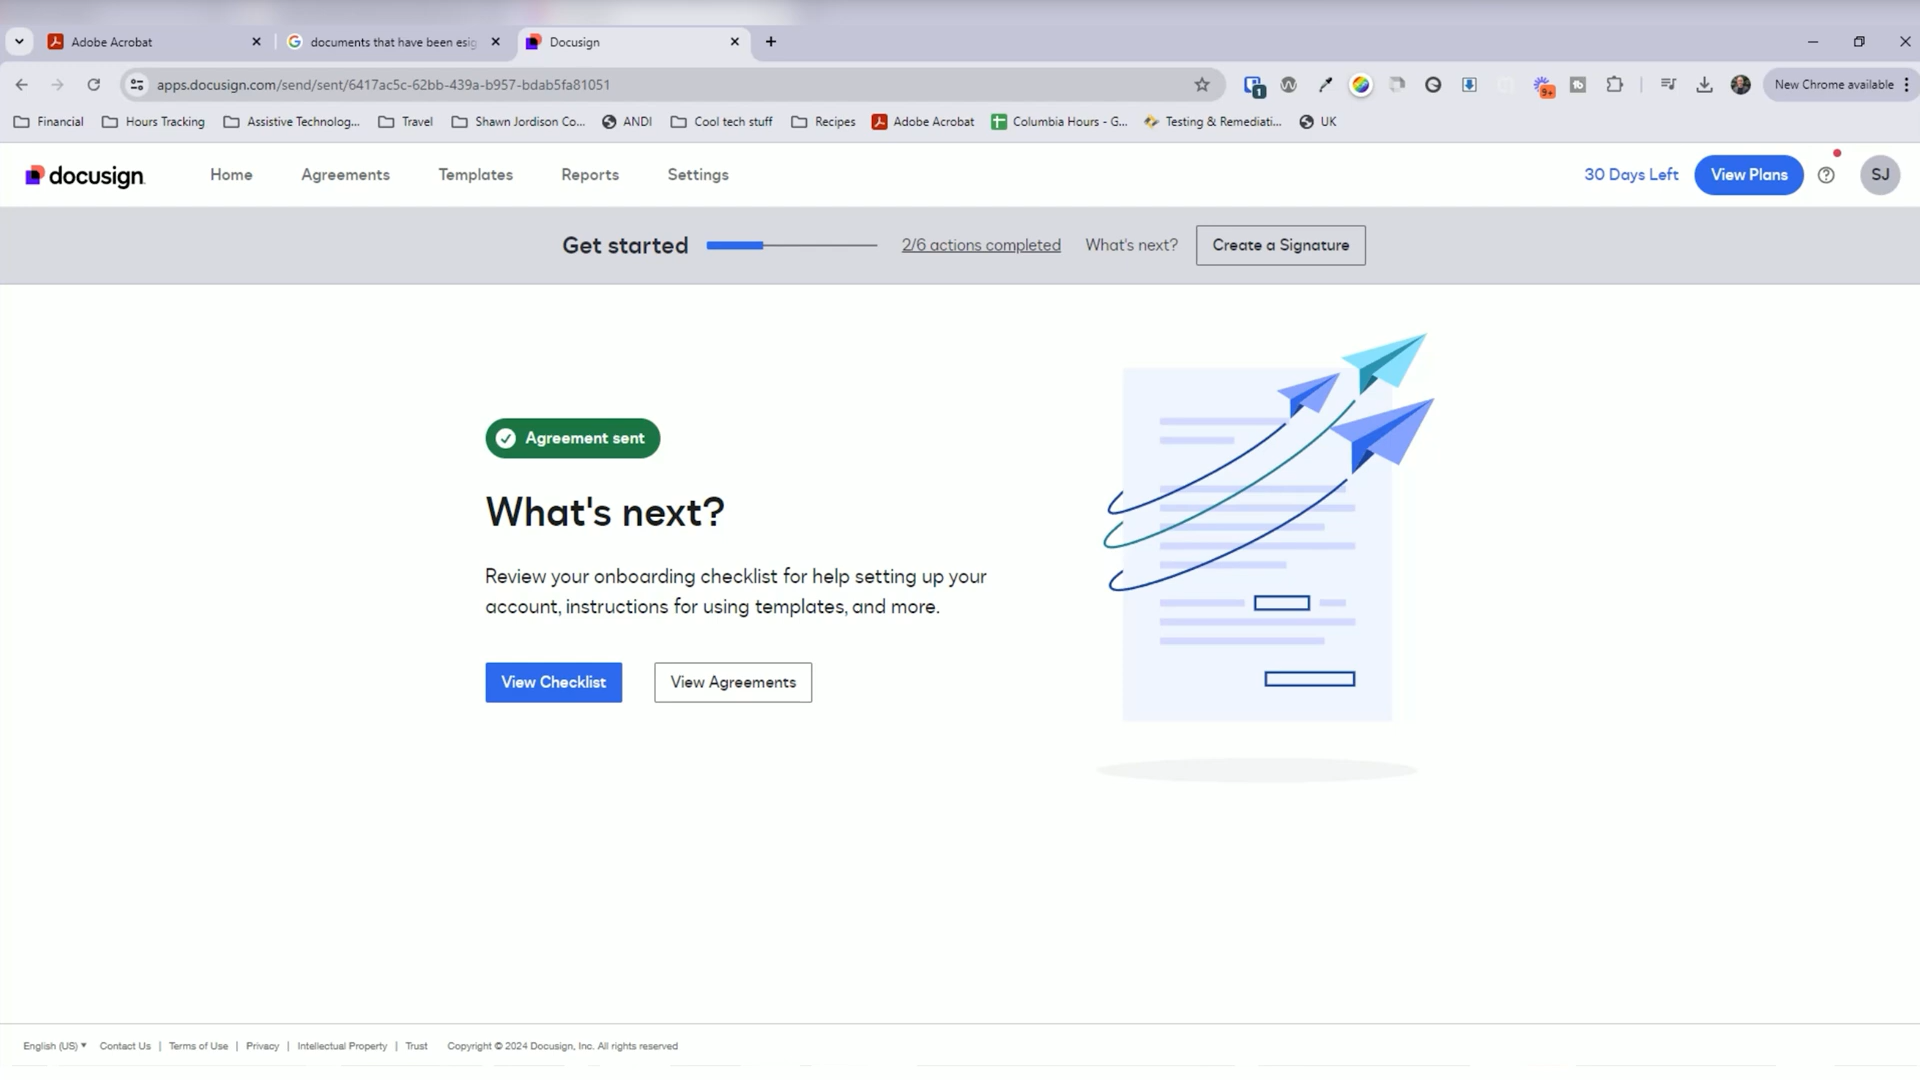 Adobe Acrobat
documents that have been esig
Docusign
apps.docusign.com/send/sent/6417ac5c-62bb-439a-b957-bdab5fa81051
1
9+
New Chrome available
Financial
Hours Tracking
Assistive Technolog...
Travel
Shawn Jordison Co...
ANDI
Cool tech stuff
Recipes
Adobe Acrobat
Columbia Hours - G...
Testing & Remediati...
UK
docusign
Home
Agreements
Templates
Reports
Settings
30 Days Left
View Plans
SJ
Get started
2/6 actions completed
What's next?
Create a Signature
Agreement sent
What's next?
Review your onboarding checklist for help setting up your
account, instructions for using templates, and more.
View Checklist
View Agreements
English (US) ▼ Contact Us | Terms of Use | Privacy | Intellectual Property | Trust Copyright © 2024 Docusign, Inc. All rights reserved